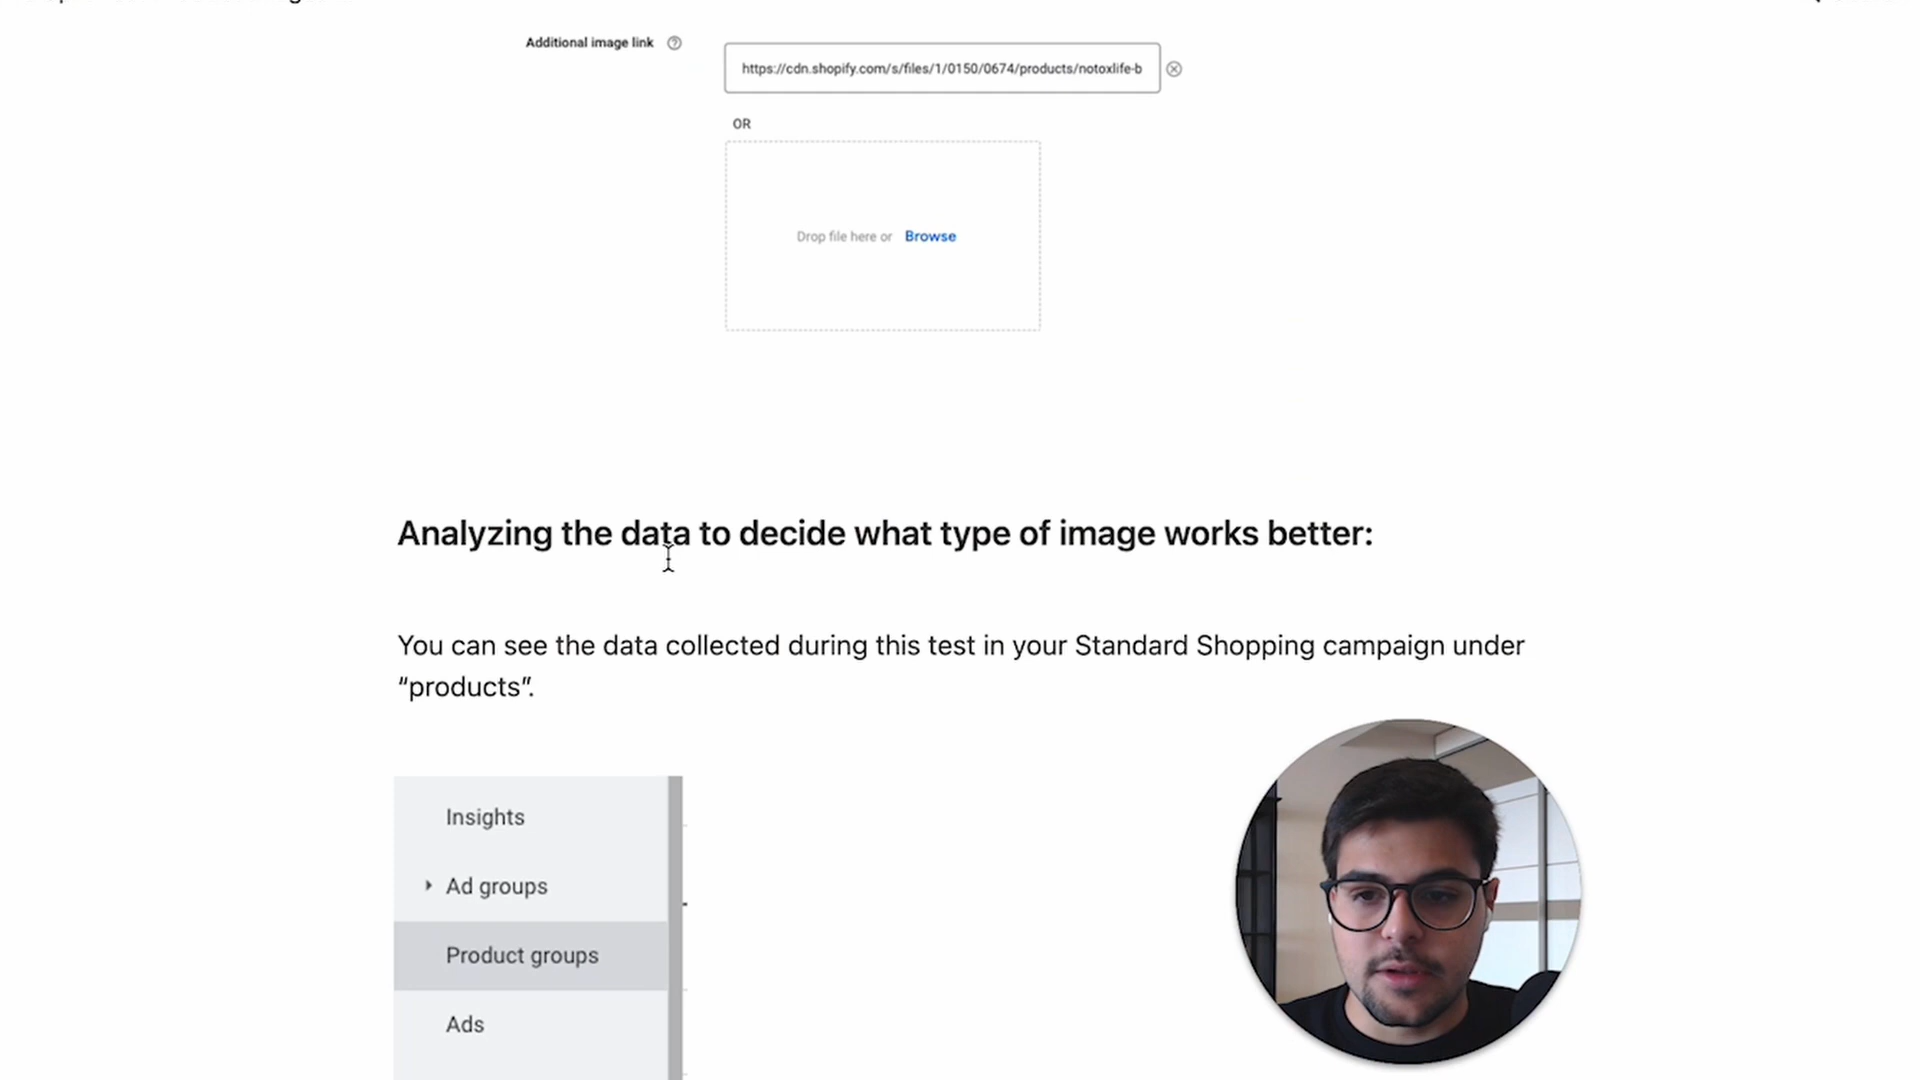 Additional image link
https://cdn.shopify.com/s/files/1/0150/0674/products/notoxlife-b
OR
Drop file here or Browse
Analyzing the data to decide what type of image works better:
You can see the data collected during this test in your Standard Shopping campaign under
“products”.
Insights
Ad groups
Product groups
Ads